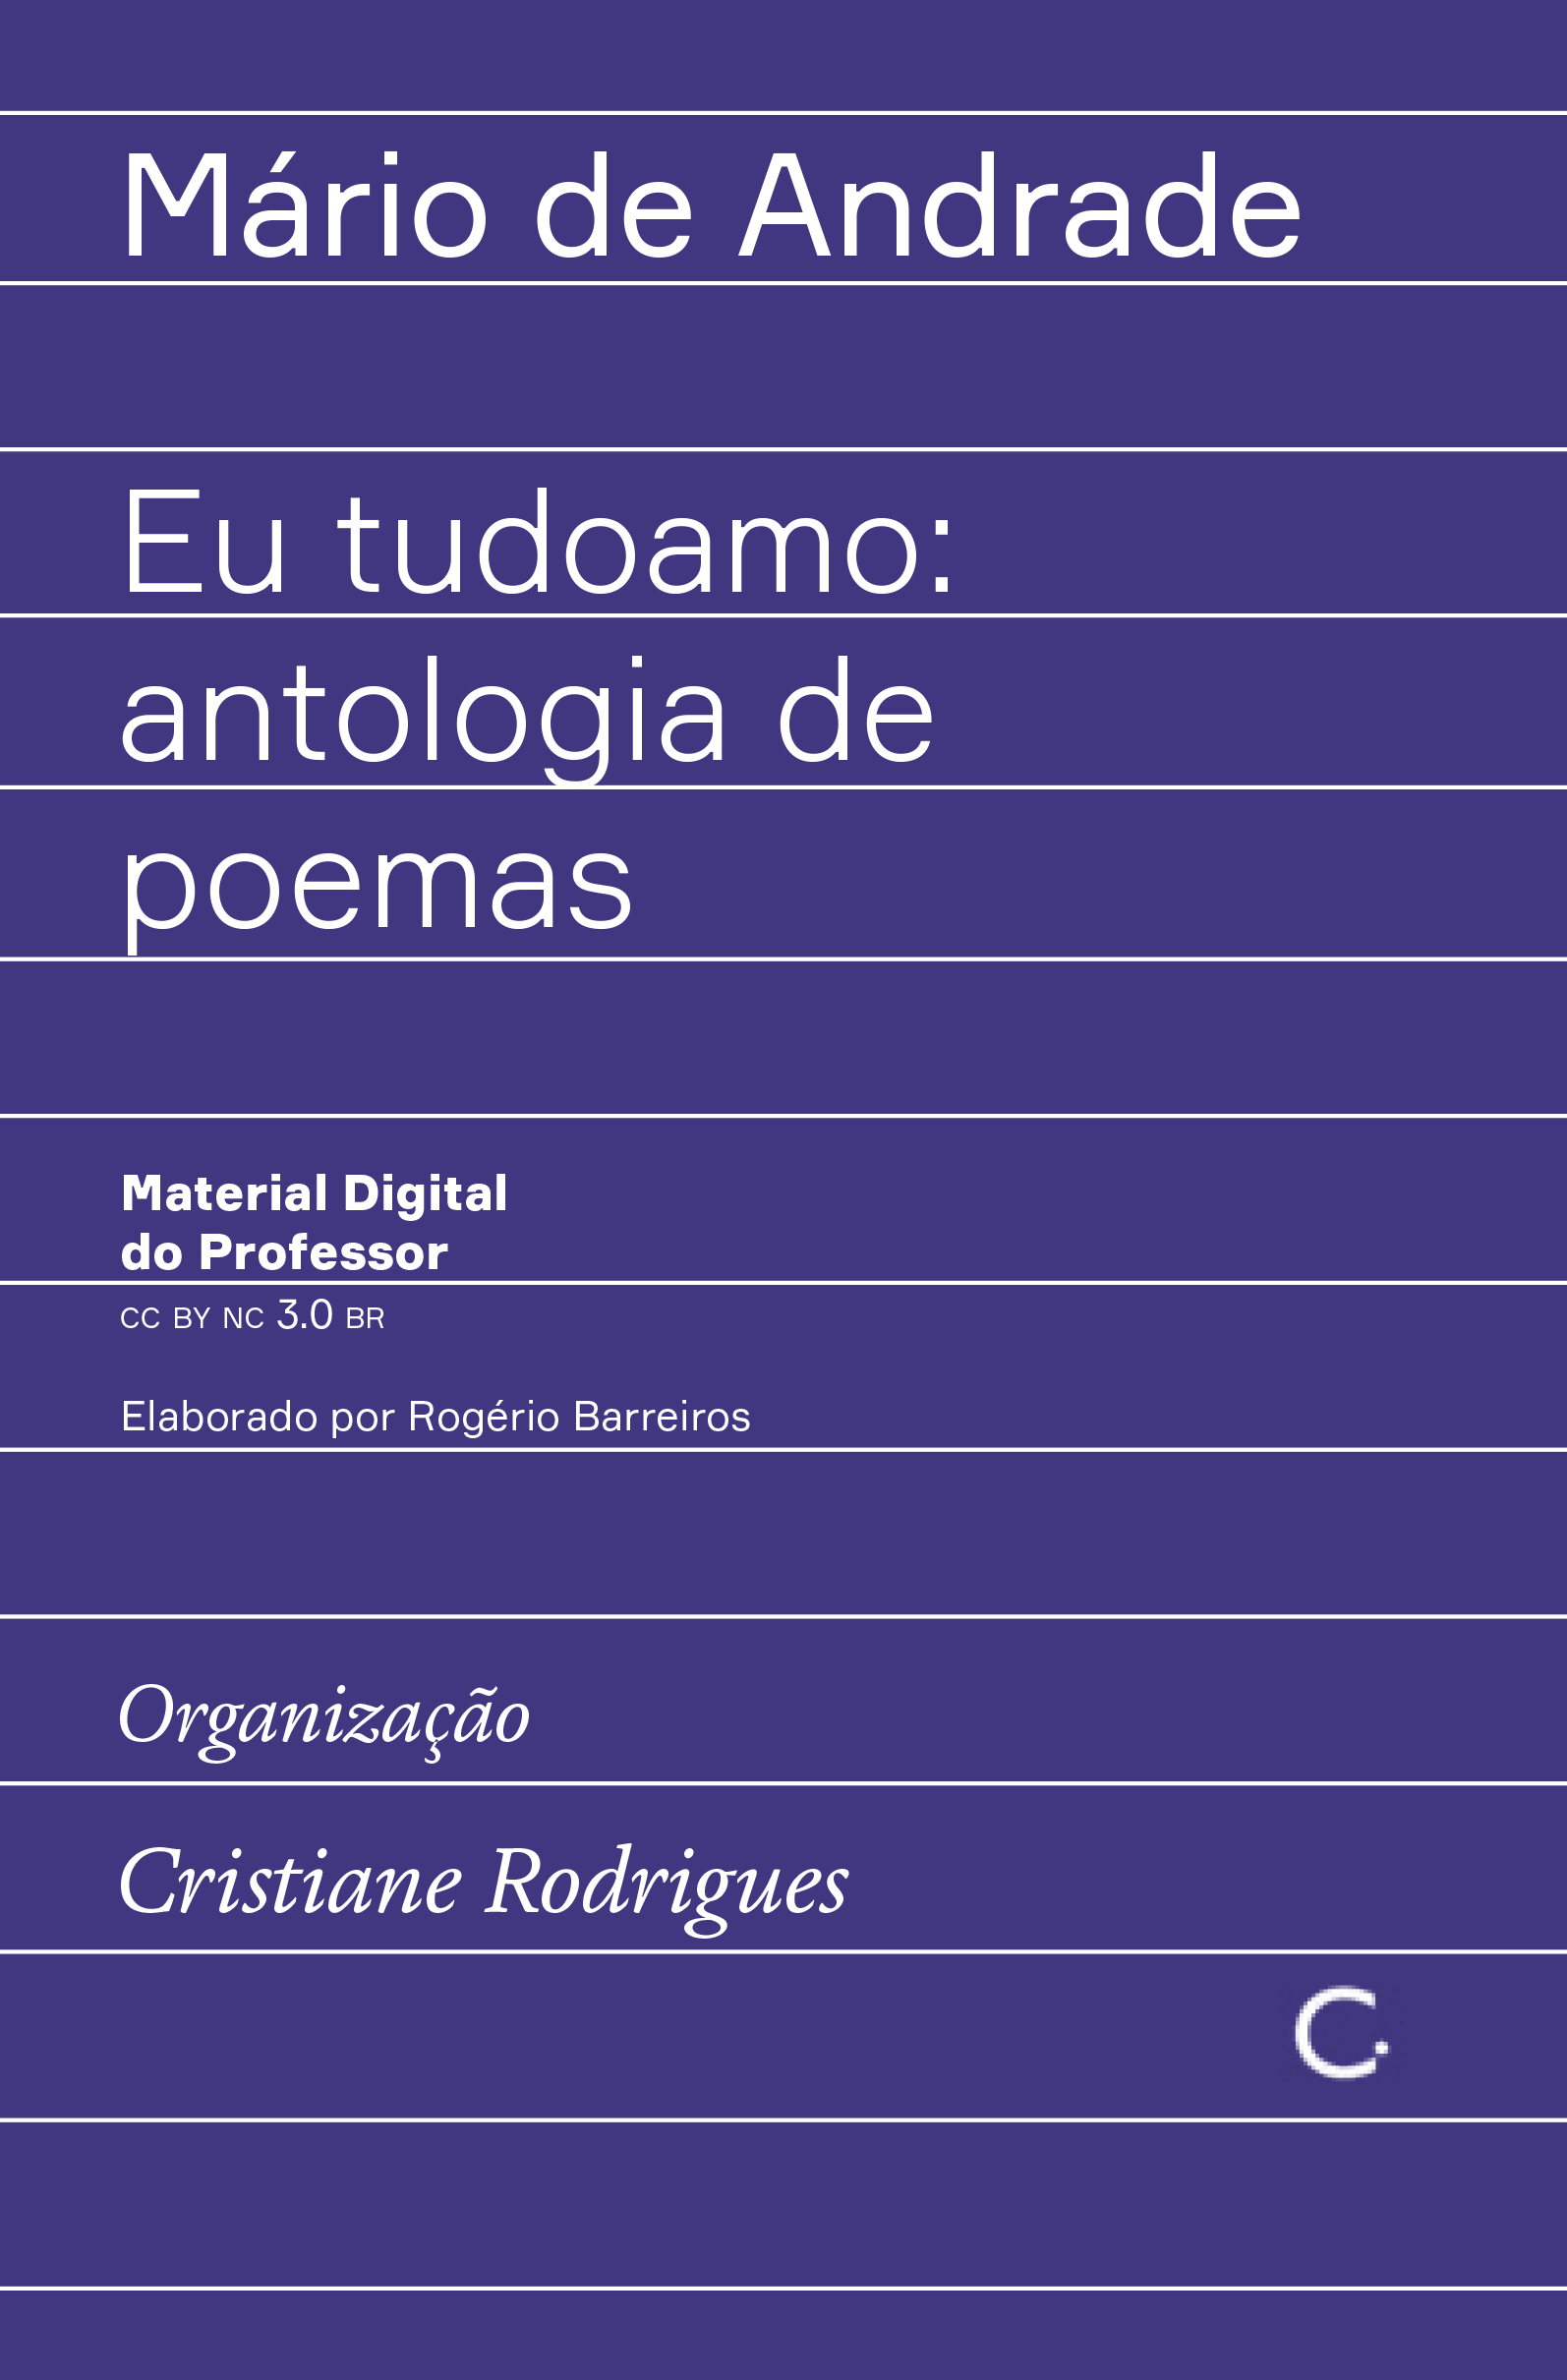 Mário de Andrade
Eu tudoamo:
antologia de
poemas
Material Digital
do Professor
CC BY NC 3.0 BR
Elaborado por Rogério Barreiros
Organização
Cristiane Rodrigues
C.